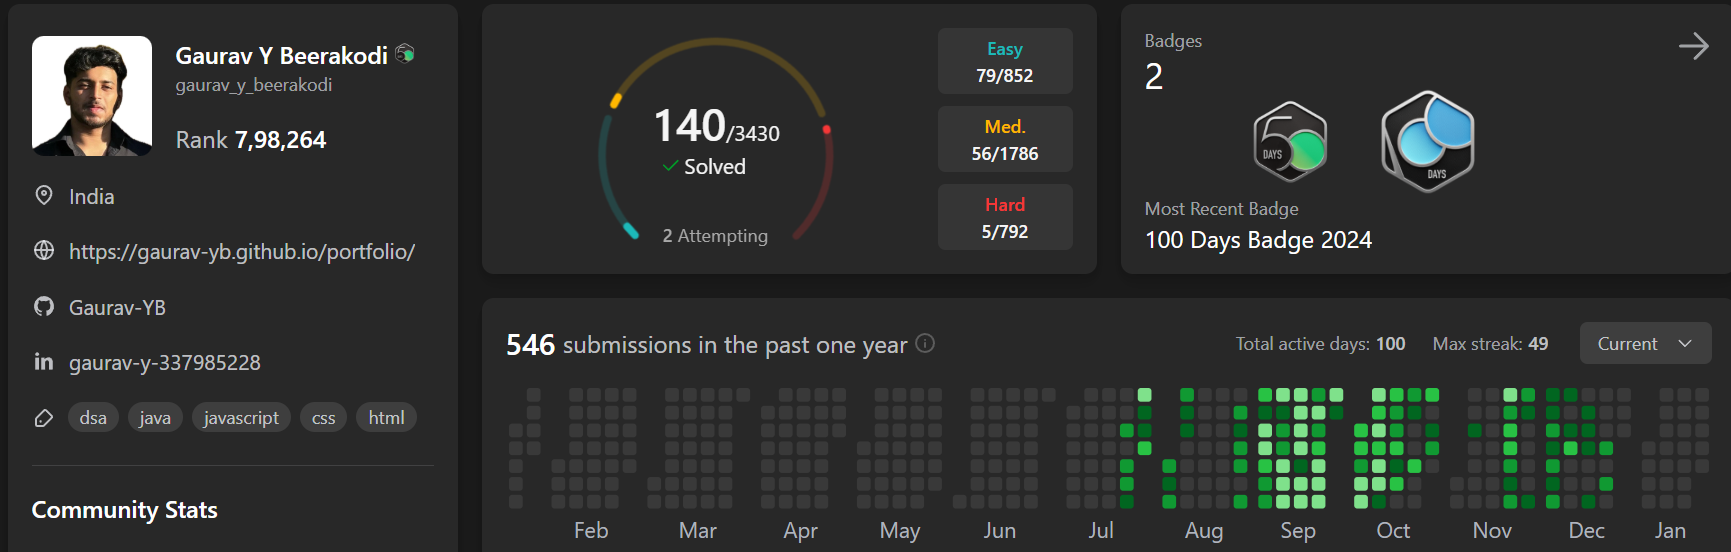 Gaurav Y Beerakodi
gaurav_y_beerakodi
Rank 7,98,264
India
https://gaurav-yb.github.io/portfolio/
Gaurav-YB
gaurav-y-337985228
dsa java javascript css html
Community Stats
140/3430
Solved
2 Attempting
Easy
79/852
Med.
56/1786
Hard
5/792
Badges
2
50
DAYS
DAYS
Most Recent Badge
100 Days Badge 2024
546 submissions in the past one year
Total active days: 100 Max streak: 49 Current
Feb Mar Apr May Jun Jul Aug Sep Oct Nov Dec Jan